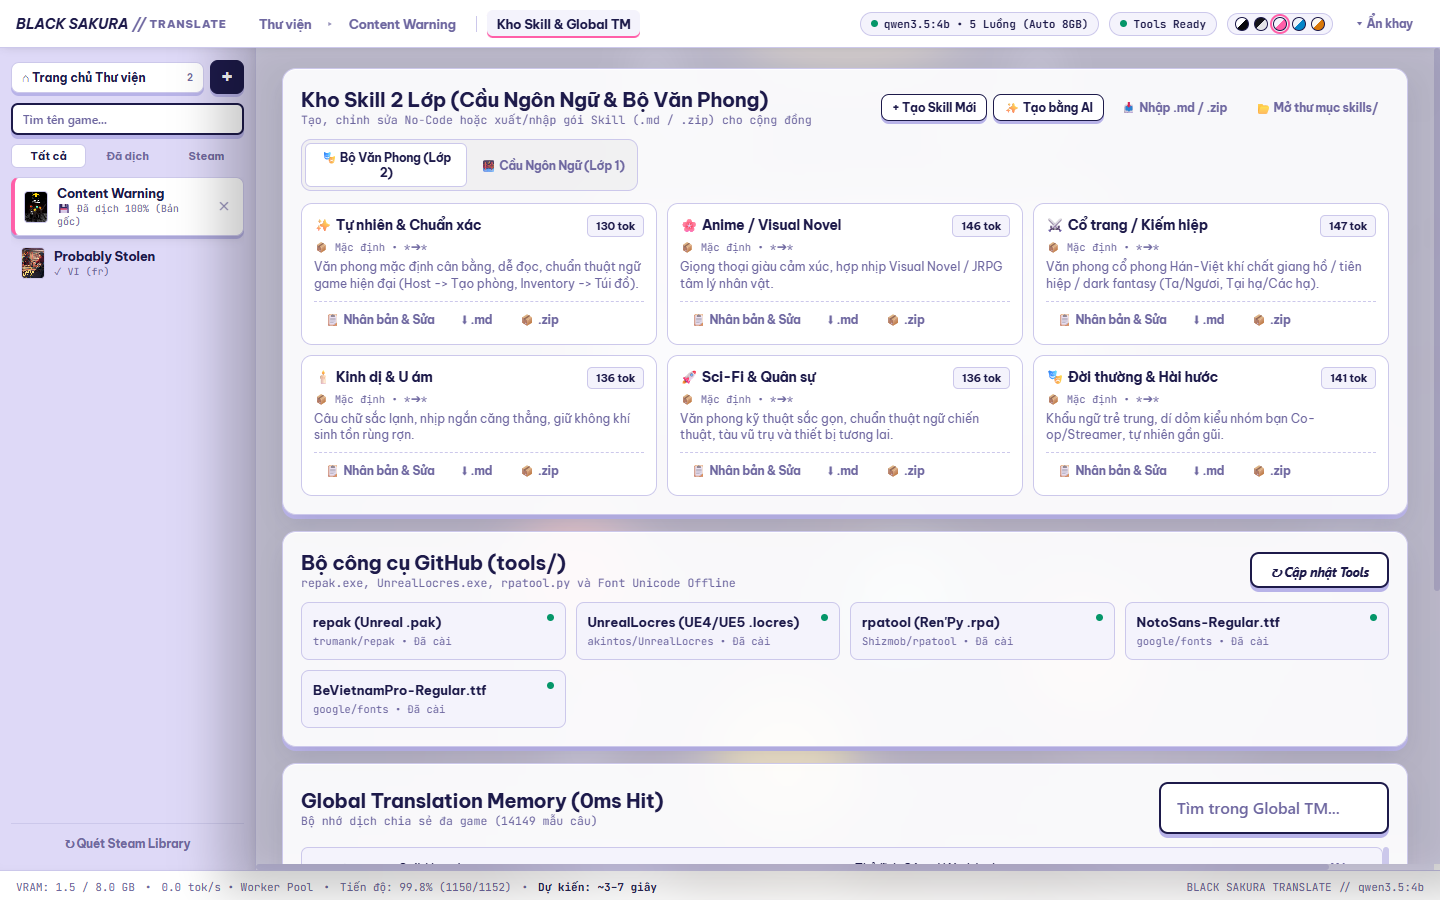 BLACK SAKURA // TRANSLATE
Thư viện ▸ Content Warning
Kho Skill & Global TM
qwen3.5:4b • 5 Luồng (Auto 8GB)
Tools Ready
▾ Ẩn khay
⌂ Trang chủ Thư viện 2
+
Tìm tên game...
Tất cả Đã dịch Steam
Content Warning
💾 Đã dịch 100% (Bản
gốc)
✕
Probably Stolen
✓ VI (fr)
↻ Quét Steam Library
Kho Skill 2 Lớp (Cầu Ngôn Ngữ & Bộ Văn Phong)
Tạo, chỉnh sửa No-Code hoặc xuất/nhập gói Skill (.md / .zip) cho cộng đồng
+ Tạo Skill Mới
✨ Tạo bằng AI
📥 Nhập .md / .zip
📁 Mở thư mục skills/
🎭 Bộ Văn Phong (Lớp
2)
Cầu Ngôn Ngữ (Lớp 1)
✨ Tự nhiên & Chuẩn xác 130 tok
📦 Mặc định • *➔*
Văn phong mặc định cân bằng, dễ đọc, chuẩn thuật ngữ
game hiện đại (Host -> Tạo phòng, Inventory -> Túi đồ).
📋 Nhân bản & Sửa ⬇ .md 📦 .zip
🌸 Anime / Visual Novel 146 tok
📦 Mặc định • *➔*
Giọng thoại giàu cảm xúc, hợp nhịp Visual Novel / JRPG
tâm lý nhân vật.
📋 Nhân bản & Sửa ⬇ .md 📦 .zip
⚔️ Cổ trang / Kiếm hiệp 147 tok
📦 Mặc định • *➔*
Văn phong cổ phong Hán-Việt khí chất giang hồ / tiên
hiệp / dark fantasy (Ta/Ngươi, Tại hạ/Các hạ).
📋 Nhân bản & Sửa ⬇ .md 📦 .zip
🕯️ Kinh dị & U ám 136 tok
📦 Mặc định • *➔*
Câu chữ sắc lạnh, nhịp ngắn căng thẳng, giữ không khí
sinh tồn rùng rợn.
📋 Nhân bản & Sửa ⬇ .md 📦 .zip
🚀 Sci-Fi & Quân sự 136 tok
📦 Mặc định • *➔*
Văn phong kỹ thuật sắc gọn, chuẩn thuật ngữ chiến
thuật, tàu vũ trụ và thiết bị tương lai.
📋 Nhân bản & Sửa ⬇ .md 📦 .zip
🎭 Đời thường & Hài hước 141 tok
📦 Mặc định • *➔*
Khẩu ngữ trẻ trung, dí dỏm kiểu nhóm bạn Co-
op/Streamer, tự nhiên gần gũi.
📋 Nhân bản & Sửa ⬇ .md 📦 .zip
Bộ công cụ GitHub (tools/)
repak.exe, UnrealLocres.exe, rpatool.py và Font Unicode Offline
↻ Cập nhật Tools
repak (Unreal .pak)
trumank/repak • Đã cài
UnrealLocres (UE4/UE5 .locres)
akintos/UnrealLocres • Đã cài
rpatool (Ren'Py .rpa)
Shizmob/rpatool • Đã cài
NotoSans-Regular.ttf
google/fonts • Đã cài
BeVietnamPro-Regular.ttf
google/fonts • Đã cài
Global Translation Memory (0ms Hit)
Bộ nhớ dịch chia sẻ đa game (14149 mẫu câu)
Tìm trong Global TM...
VRAM: 1.5 / 8.0 GB • 0.0 tok/s • Worker Pool • Tiến độ: 99.8% (1150/1152) • Dự kiến: ~3-7 giây
BLACK SAKURA TRANSLATE // qwen3.5:4b